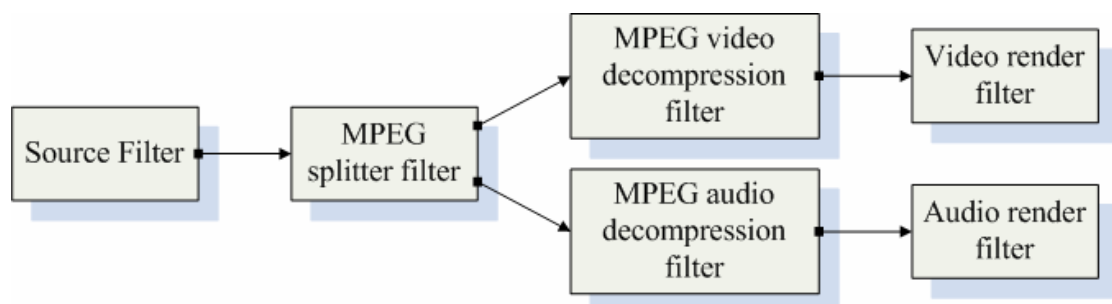 Source Filter
MPEG
splitter filter
MPEG video
decompression
filter
Video render
filter
MPEG audio
decompression
filter
Audio render
filter